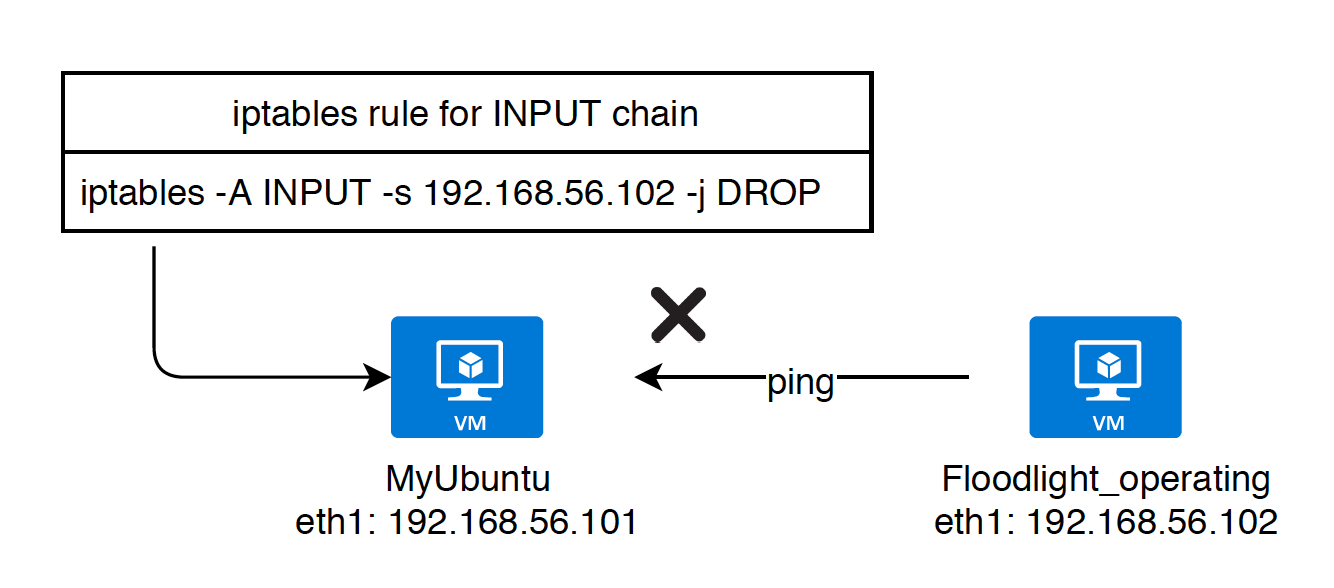 iptables rule for INPUT chain
iptables -A INPUT -s 192.168.56.102 -j DROP
ping
VM
VM
MyUbuntu
eth1: 192.168.56.101
Floodlight_operating
eth1: 192.168.56.102